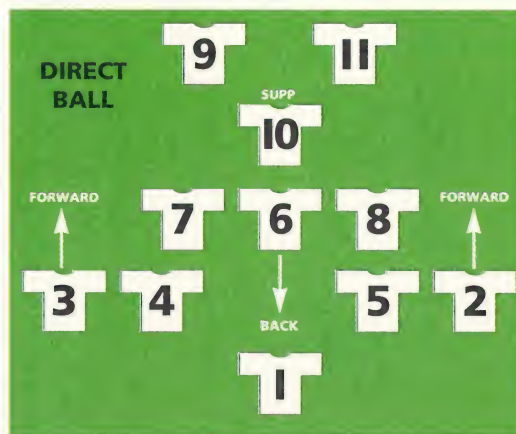 9 11
DIRECT
BALL
SUPP
10
FORWARD FORWARD
7 6 8
3 4 5 2
BACK
1